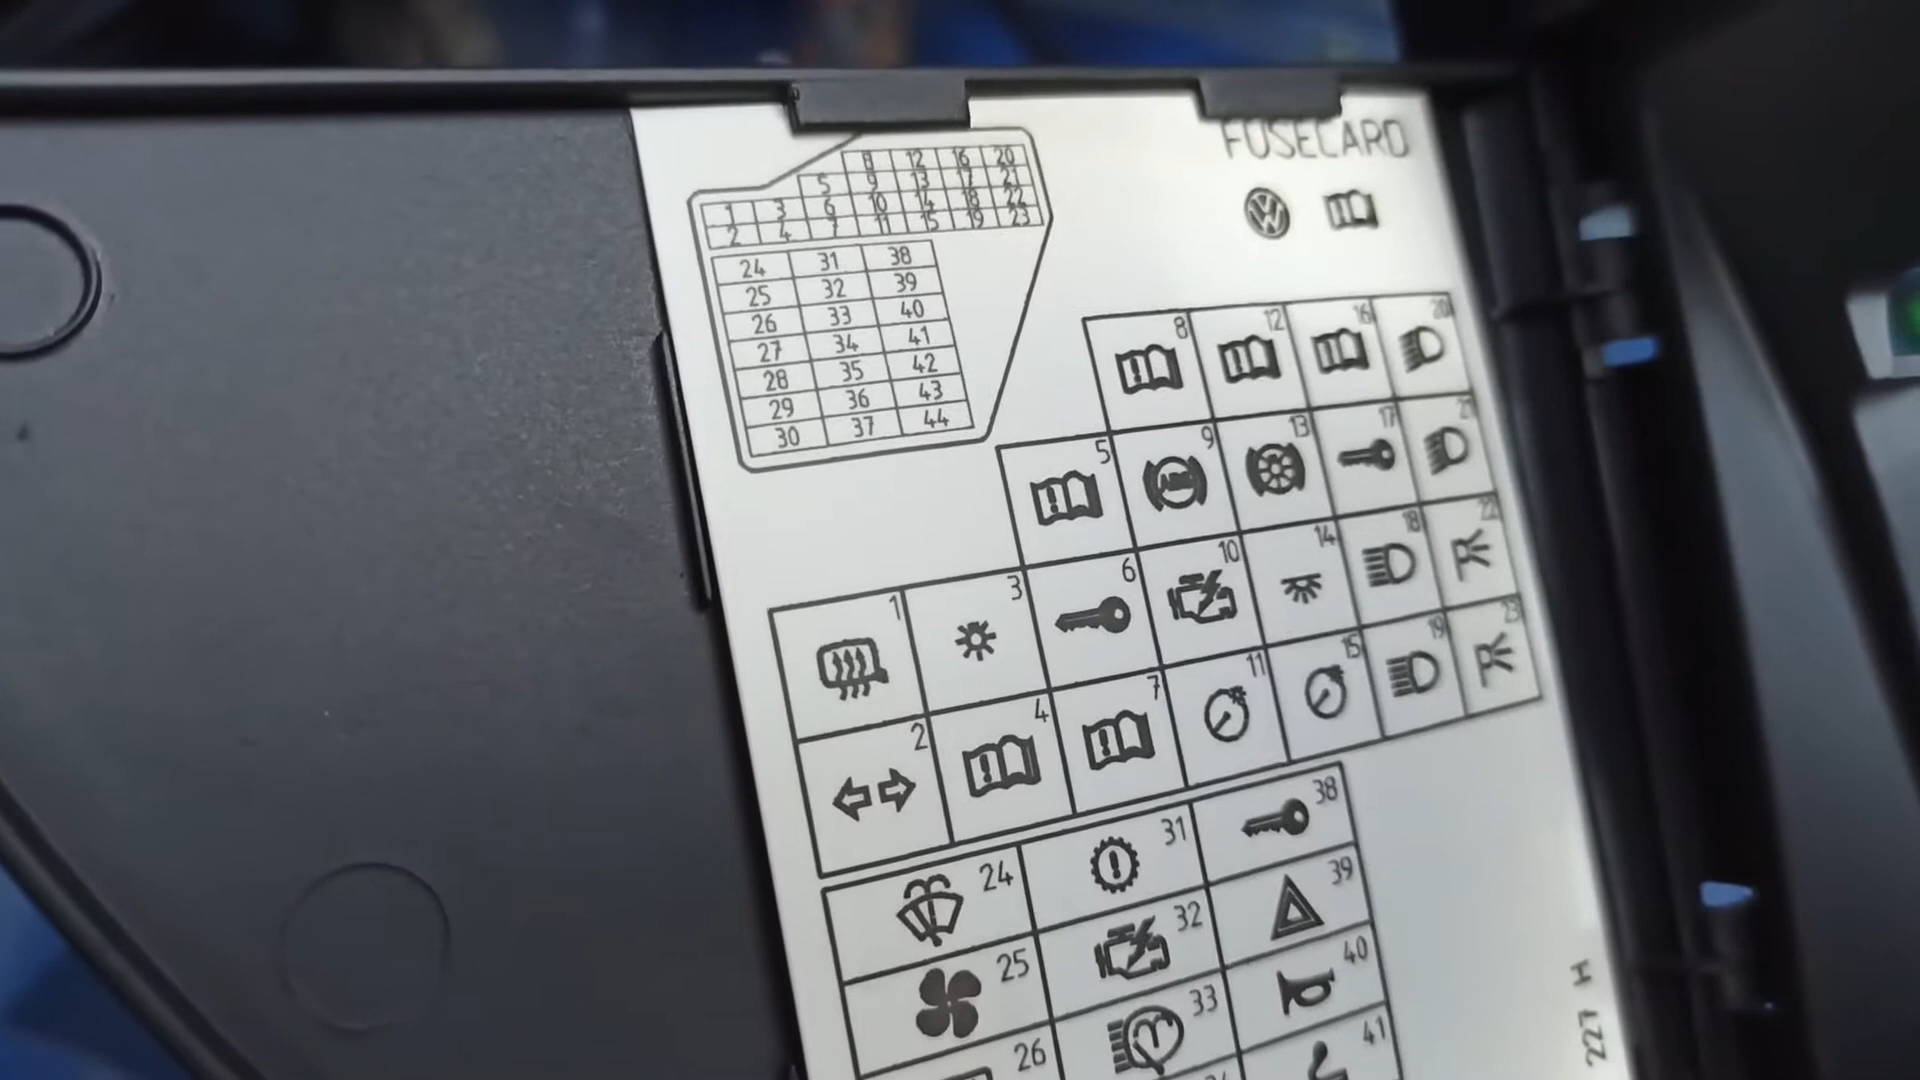 FUSECARD
8 12 16 20
5 9 13 17 21
1 3 6 10 14 18 22
2 4 7 11 15 19 23
24 31 38
25 32 39
26 33 40
27 34 41
28 35 42
29 36 43
30 37 44
8 12 16 20
5 9 13 17 21
ABS
1 3 6 10 14 18 22
2 4 7 11 15 19 23
24 31 38
25 32 39
26 33 40
41
227 H